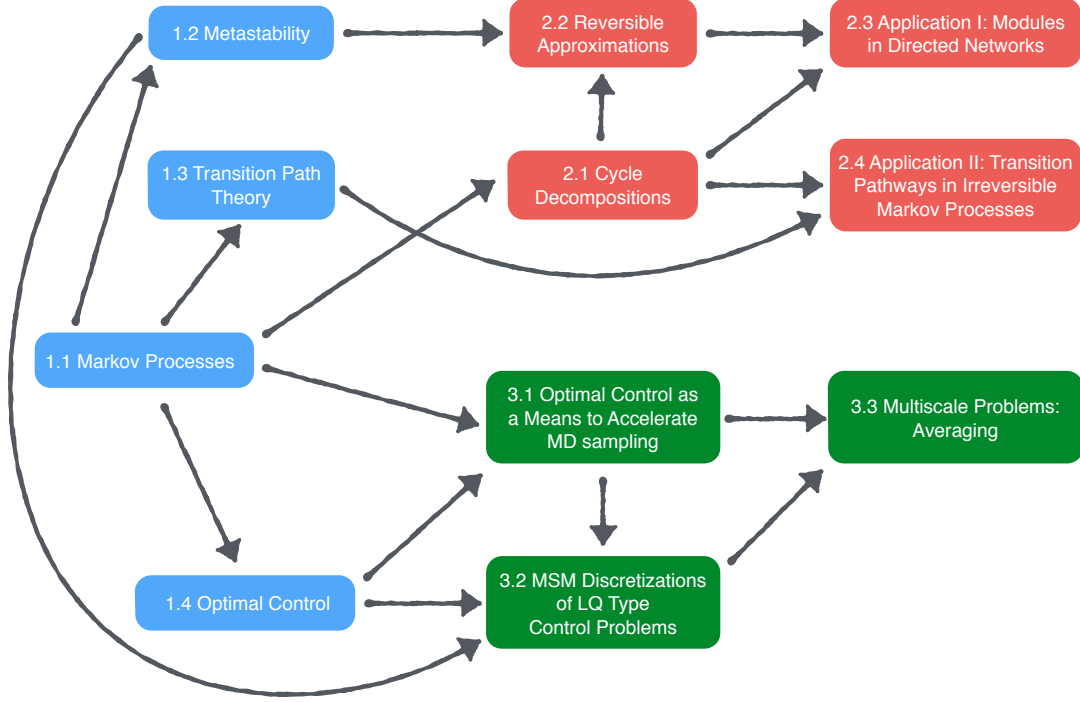 1.2 Metastability
2.2 Reversible
Approximations
2.3 Application I: Modules
in Directed Networks
1.3 Transition Path
Theory
2.1 Cycle
Decompositions
2.4 Application II: Transition
Pathways in Irreversible
Markov Processes
1.1 Markov Processes
3.1 Optimal Control as
a Means to Accelerate
MD sampling
3.3 Multiscale Problems:
Averaging
1.4 Optimal Control
3.2 MSM Discretizations
of LQ Type
Control Problems